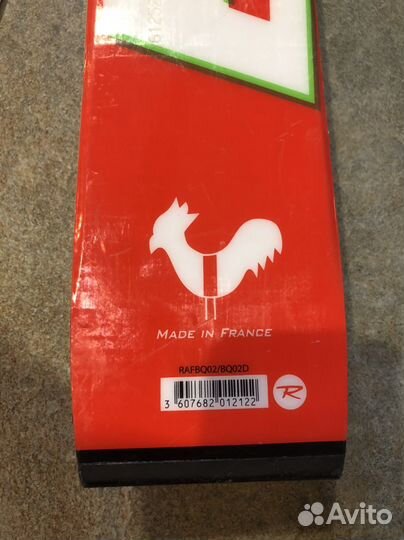 MADE IN FRANCE
RAFBQ02/BQ02D
3 607682 012122
R
Avito